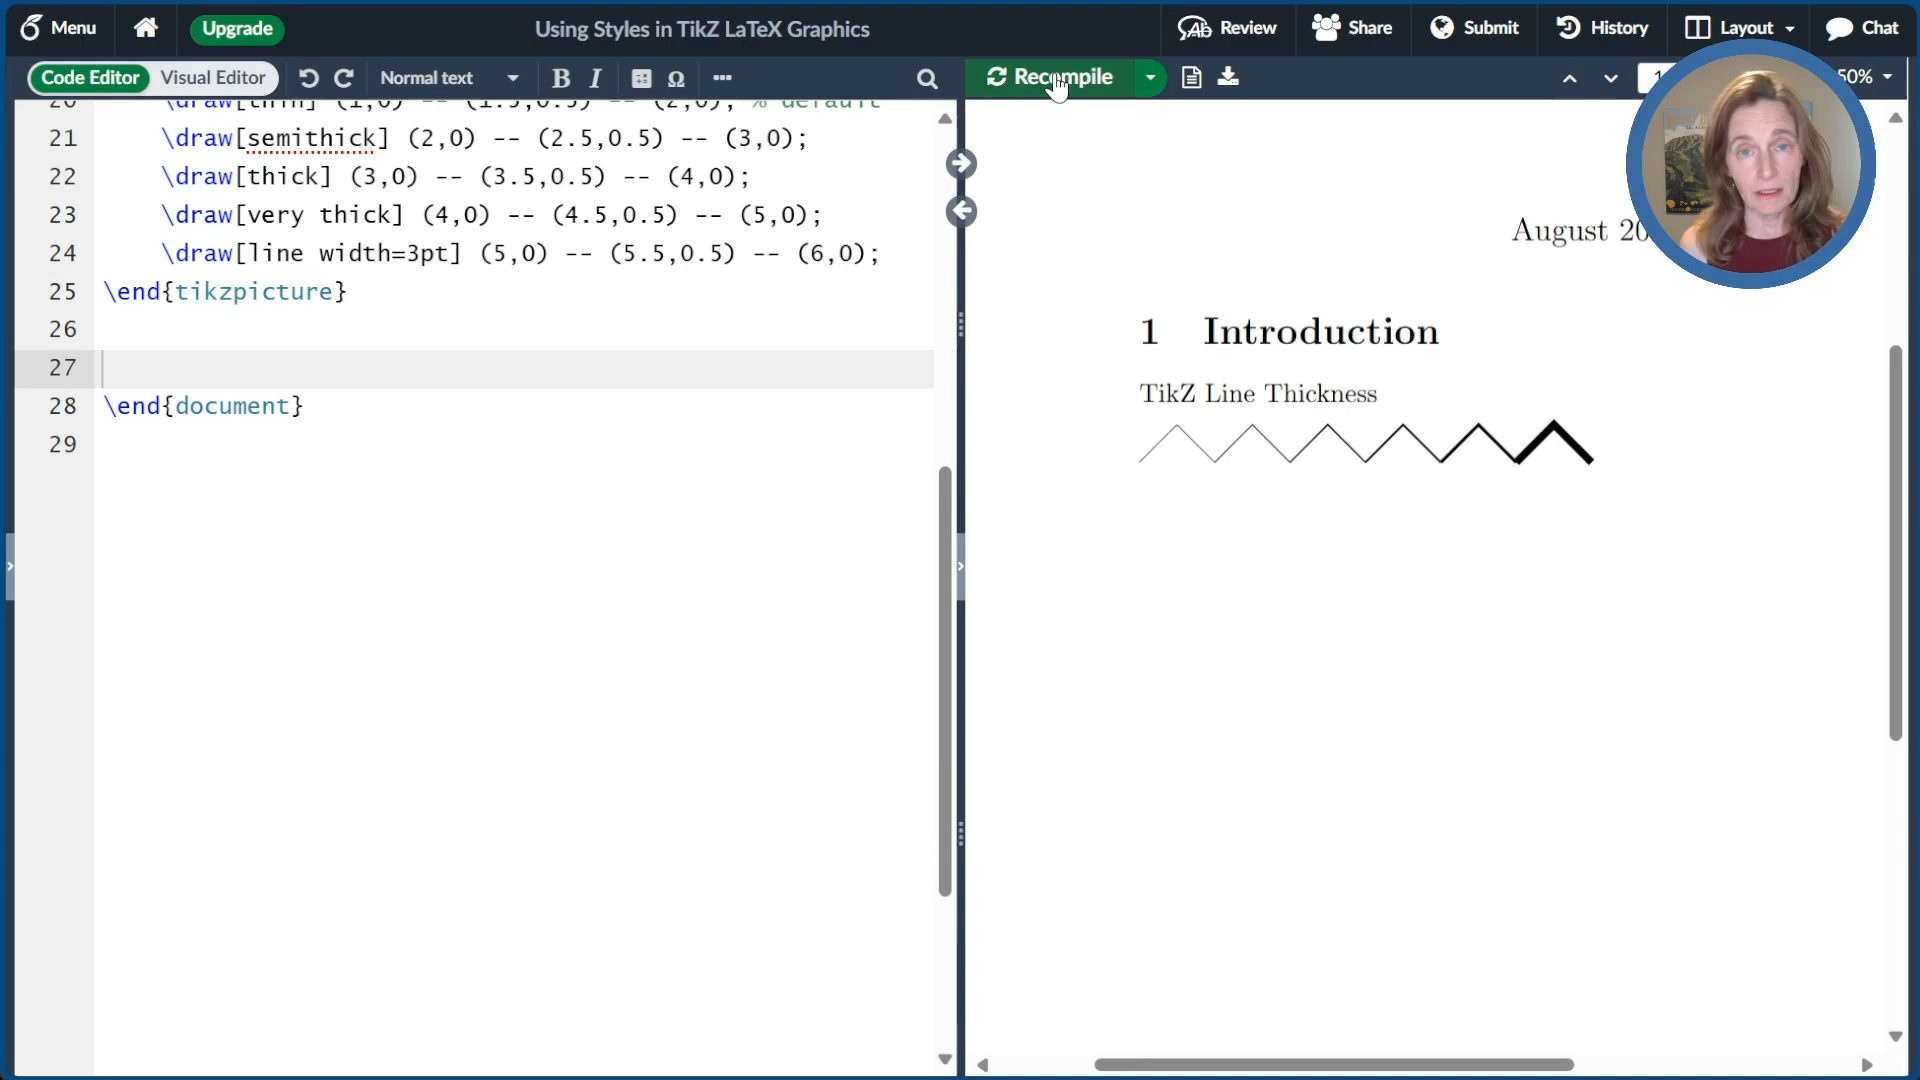 Menu
Upgrade
Using Styles in TikZ LaTeX Graphics
Review
Share
Submit
History
Layout
Chat
Code Editor
Visual Editor
Normal text
B I
Ω
Recompile
50%
20 \draw[thin] (1,0) -- (1.5,0.5) -- (2,0); % default
21 \draw[semithick] (2,0) -- (2.5,0.5) -- (3,0);
22 \draw[thick] (3,0) -- (3.5,0.5) -- (4,0);
23 \draw[very thick] (4,0) -- (4.5,0.5) -- (5,0);
24 \draw[line width=3pt] (5,0) -- (5.5,0.5) -- (6,0);
25 \end{tikzpicture}
26
27
28 \end{document}
29
August 20
1 Introduction
TikZ Line Thickness